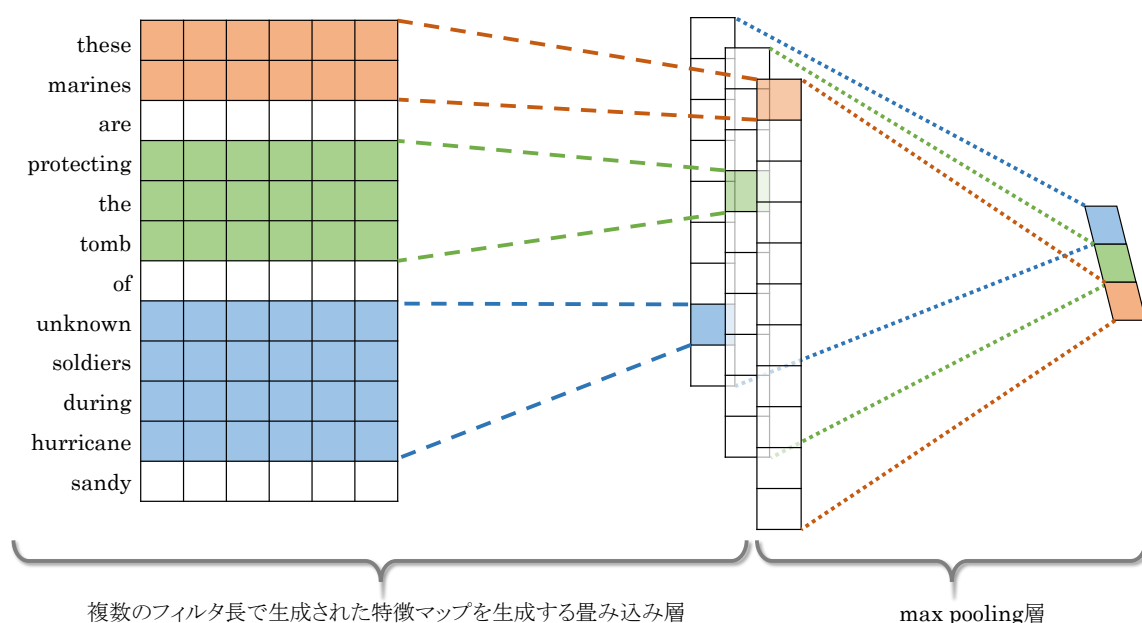 these
marines
are
protecting
the
tomb
of
unknown
soldiers
during
hurricane
sandy
複数のフィルタ長で生成された特徴マップを生成する畳み込み層
max pooling層